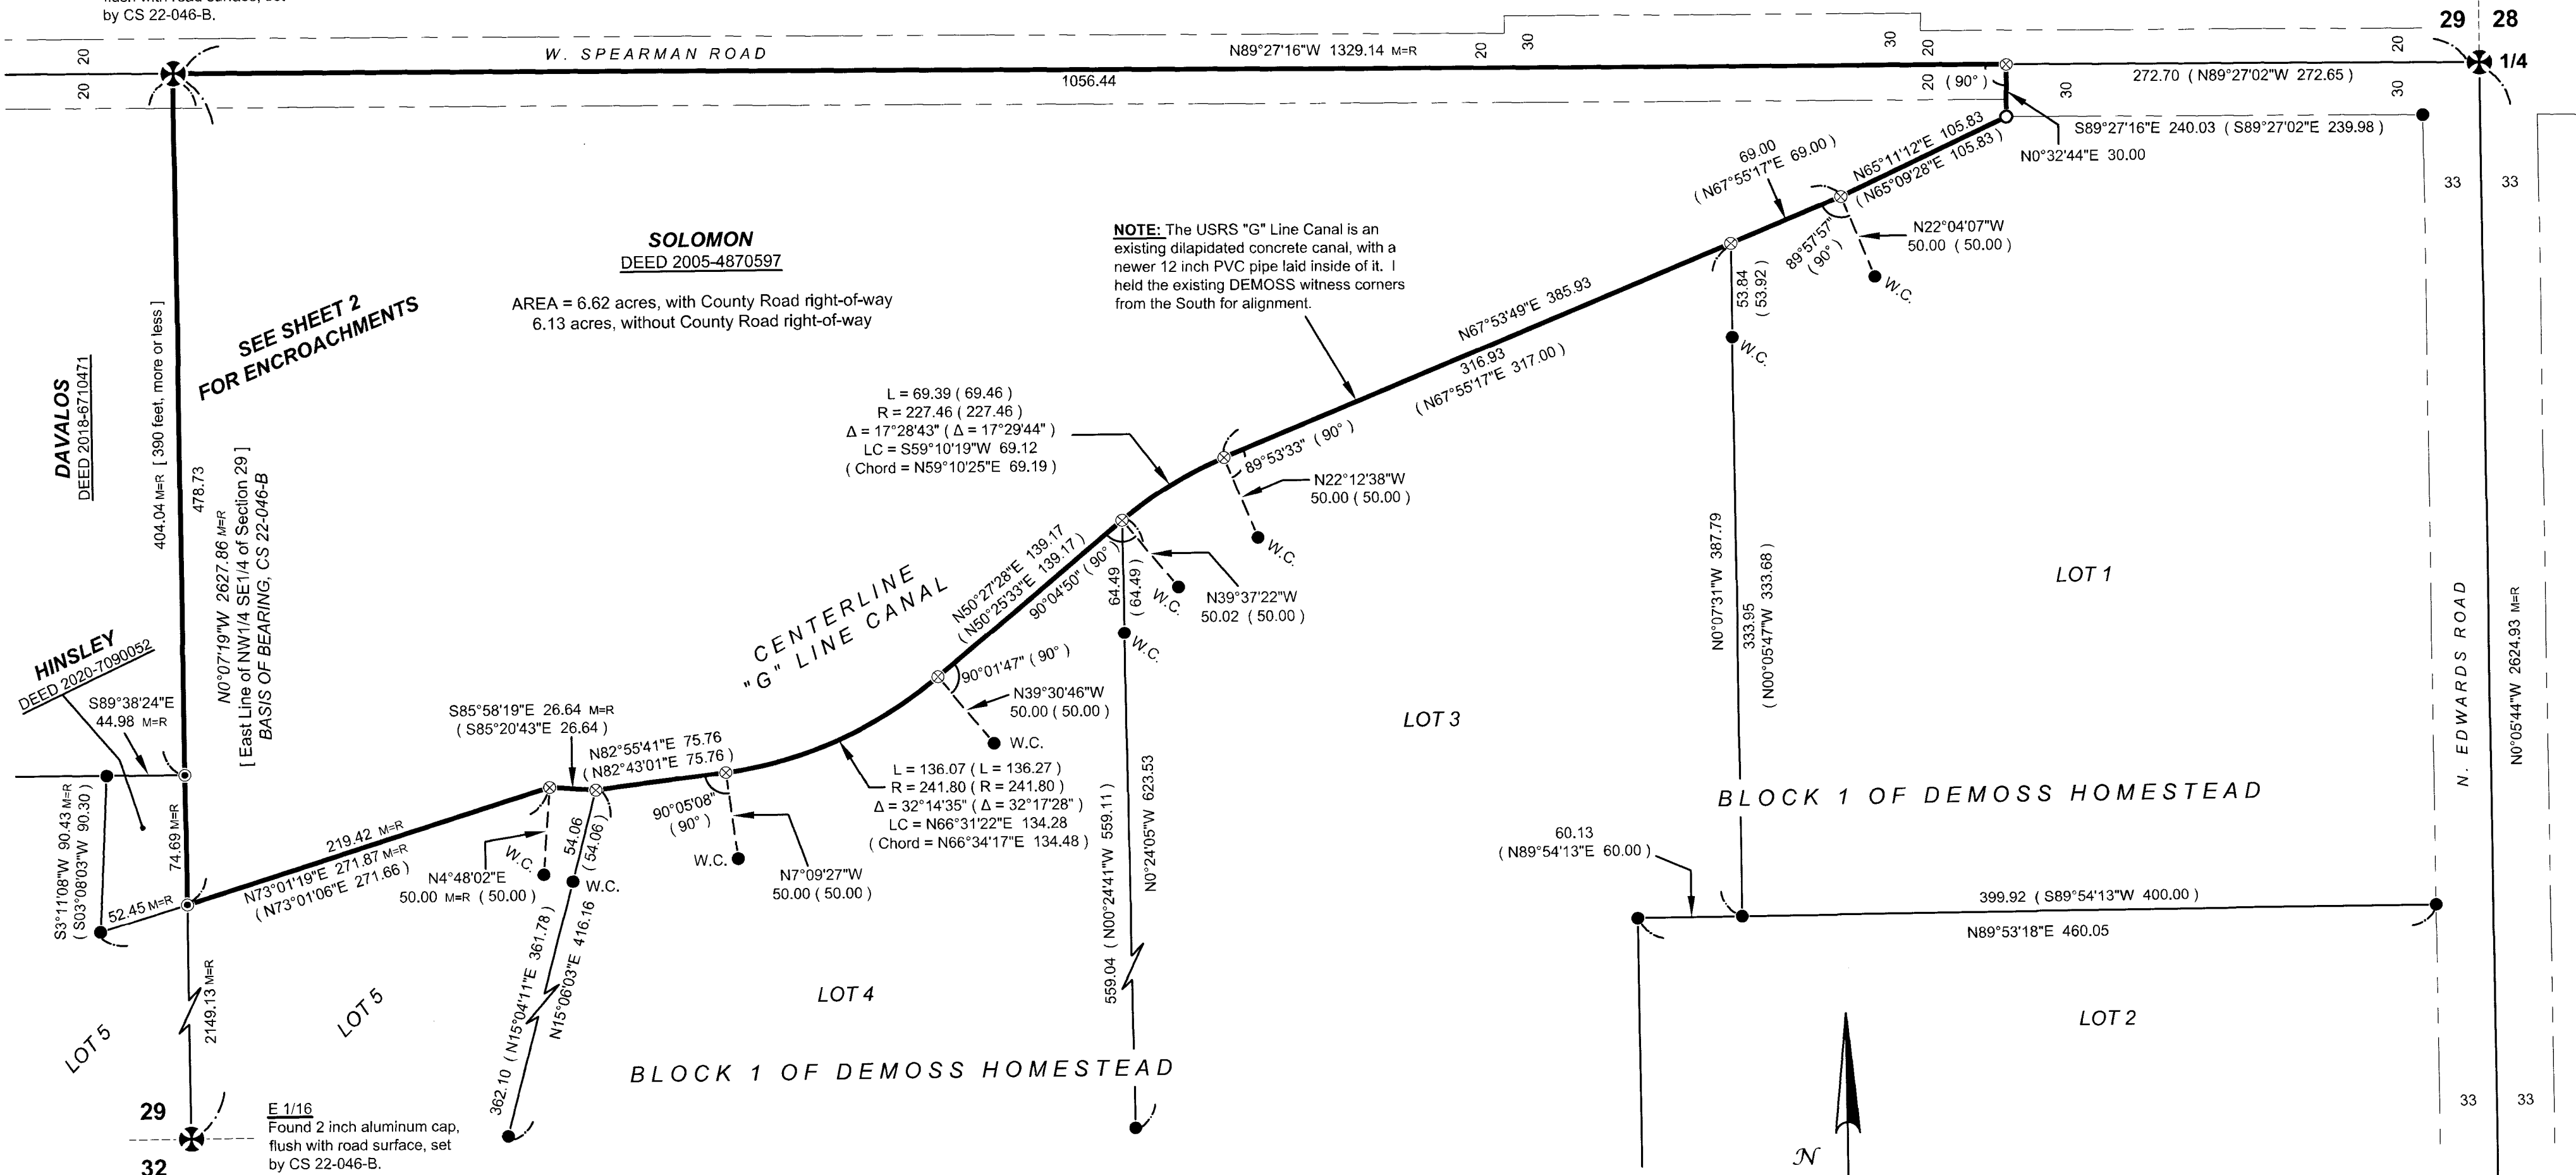 flush with road surface, set
by CS 22-046-B.
29 28
1/4
20
20
W. SPEARMAN ROAD
N89°27'16"W 1329.14 M=R
1056.44
20
30
30
20
20
20
( 90° )
30
30
272.70 ( N89°27'02"W 272.65 )
S89°27'16"E 240.03 ( S89°27'02"E 239.98 )
N0°32'44"E 30.00
N65°11'12"E 105.83
( N65°09'28"E 105.83 )
69.00
( N67°55'17"E 69.00 )
33
33
N22°04'07"W
50.00 ( 50.00 )
89°57'57"
( 90° )
W.C.
53.84
( 53.92 )
W.C.
SOLOMON
DEED 2005-4870597
AREA = 6.62 acres, with County Road right-of-way
6.13 acres, without County Road right-of-way
NOTE: The USRS "G" Line Canal is an
existing dilapidated concrete canal, with a
newer 12 inch PVC pipe laid inside of it. I
held the existing DEMOSS witness corners
from the South for alignment.
SEE SHEET 2
FOR ENCROACHMENTS
404.04 M=R [ 390 feet, more or less ]
478.73
DAVALOS
DEED 2018-6710471
N0°07'19"W 2627.86 M=R
[ East Line of NW1/4 SE1/4 of Section 29 ]
BASIS OF BEARING, CS 22-046-B
N67°53'49"E 385.93
316.93
( N67°55'17"E 317.00 )
L = 69.39 ( 69.46 )
R = 227.46 ( 227.46 )
Δ = 17°28'43" ( Δ = 17°29'44" )
LC = S59°10'19"W 69.12
( Chord = N59°10'25"E 69.19 )
89°53'33" ( 90° )
N22°12'38"W
50.00 ( 50.00 )
W.C.
N50°27'28"E 139.17
( N50°25'33"E 139.17 )
90°04'50" ( 90° )
64.49
( 64.49 )
N39°37'22"W
50.02 ( 50.00 )
W.C.
W.C.
CENTERLINE
"G" LINE CANAL
90°01'47" ( 90° )
N39°30'46"W
50.00 ( 50.00 )
W.C.
N0°07'31"W 387.79
333.95
( N00°05'47"W 333.68 )
LOT 1
LOT 3
N. EDWARDS ROAD
N0°05'44"W 2624.93 M=R
HINSLEY
DEED 2020-7090052
S89°38'24"E
44.98 M=R
S3°11'08"W 90.43 M=R
( S03°08'03"W 90.30 )
74.69 M=R
52.45 M=R
S85°58'19"E 26.64 M=R
( S85°20'43"E 26.64 )
N82°55'41"E 75.76
( N82°43'01"E 75.76 )
L = 136.07 ( L = 136.27 )
R = 241.80 ( R = 241.80 )
Δ = 32°14'35" ( Δ = 32°17'28" )
LC = N66°31'22"E 134.28
( Chord = N66°34'17"E 134.48 )
90°05'08"
( 90° )
W.C.
N7°09'27"W
50.00 ( 50.00 )
219.42 M=R
N73°01'19"E 271.87 M=R
( N73°01'06"E 271.66 )
W.C.
N4°48'02"E
50.00 M=R ( 50.00 )
54.06
( 54.06 )
W.C.
362.10 ( N15°04'11"E 361.78 )
N15°06'03"E 416.16
559.04 ( N00°24'41"W 559.11 )
N0°24'05"W 623.53
BLOCK 1 OF DEMOSS HOMESTEAD
60.13
( N89°54'13"E 60.00 )
399.92 ( S89°54'13"W 400.00 )
N89°53'18"E 460.05
2149.13 M=R
LOT 5
LOT 5
LOT 4
LOT 2
BLOCK 1 OF DEMOSS HOMESTEAD
33
33
29
32
E 1/16
Found 2 inch aluminum cap,
flush with road surface, set
by CS 22-046-B.
N